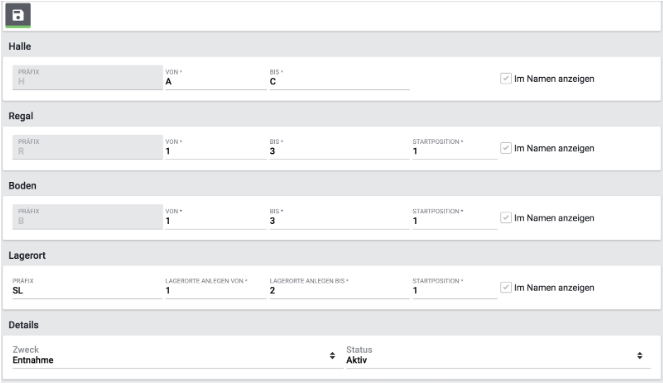 Halle
PRÄFIX VON * BIS *
H A C Im Namen anzeigen
Regal
PRÄFIX VON * BIS * STARTPOSITION *
R 1 3 1 Im Namen anzeigen
Boden
PRÄFIX VON * BIS * STARTPOSITION *
B 1 3 1 Im Namen anzeigen
Lagerort
PRÄFIX LAGERORTE ANLEGEN VON * LAGERORTE ANLEGEN BIS * STARTPOSITION *
SL 1 2 1 Im Namen anzeigen
Details
Zweck Status
Entnahme Aktiv